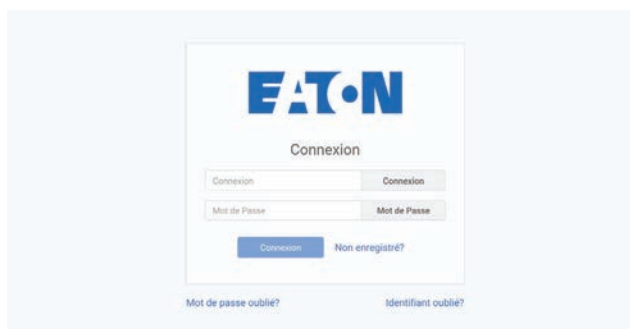 EATON
Connexion
Connexion Connexion
Mot de Passe Mot de Passe
Connexion Non enregistré?
Mot de passe oublié? Identifiant oublié?